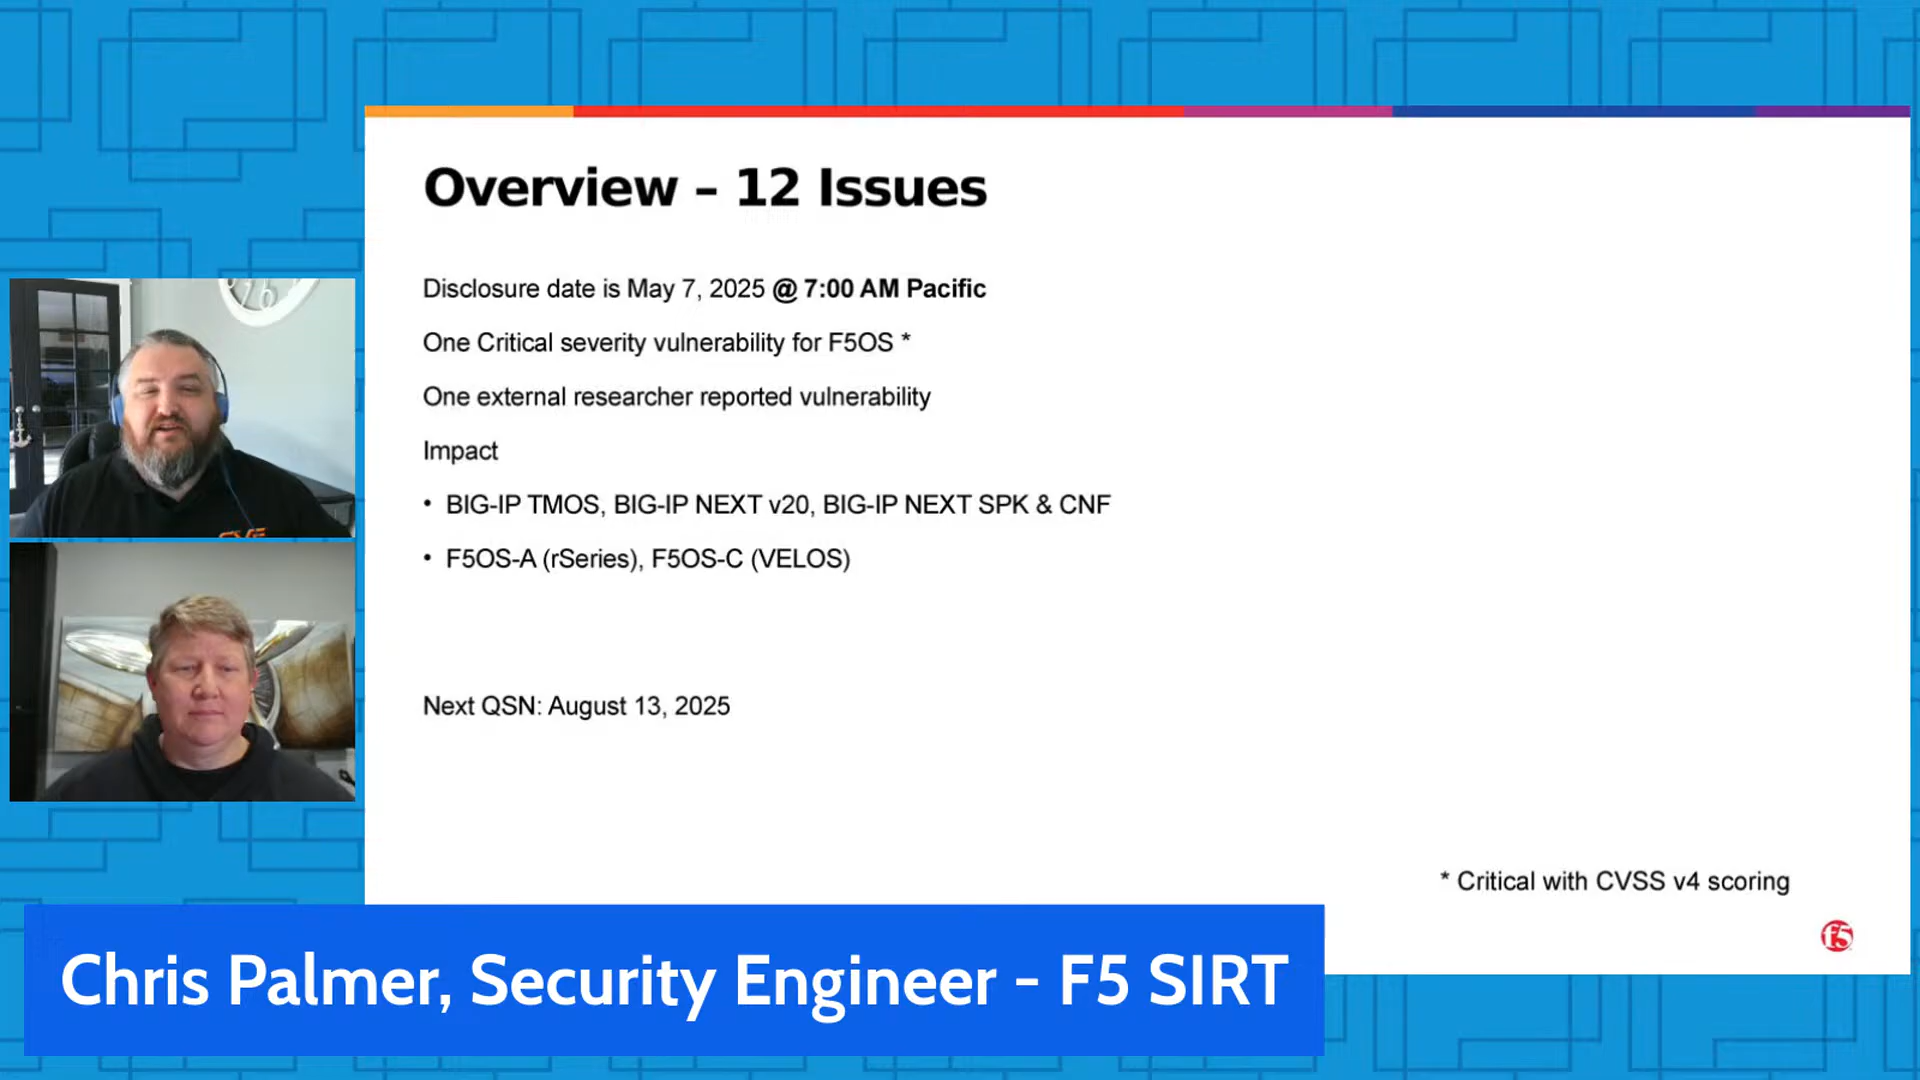 Overview – 12 Issues
Disclosure date is May 7, 2025 @ 7:00 AM Pacific
One Critical severity vulnerability for F5OS *
One external researcher reported vulnerability
Impact
• BIG-IP TMOS, BIG-IP NEXT v20, BIG-IP NEXT SPK & CNF
• F5OS-A (rSeries), F5OS-C (VELOS)
Next QSN: August 13, 2025
* Critical with CVSS v4 scoring
f5
Chris Palmer, Security Engineer - F5 SIRT